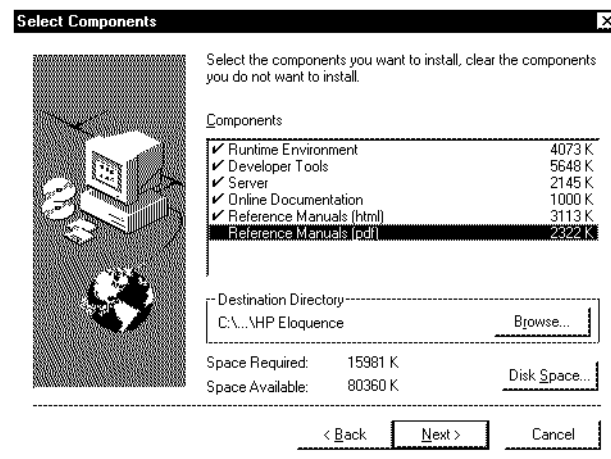 Select Components
Select the components you want to install, clear the components
you do not want to install.
Components
✔ Runtime Environment 4073 K
✔ Developer Tools 5648 K
✔ Server 2145 K
✔ Online Documentation 1000 K
✔ Reference Manuals (html) 3113 K
Reference Manuals (pdf) 2322 K
Destination Directory
C:\...\HP Eloquence Browse...
Space Required: 15981 K
Space Available: 80360 K
Disk Space...
< Back Next > Cancel